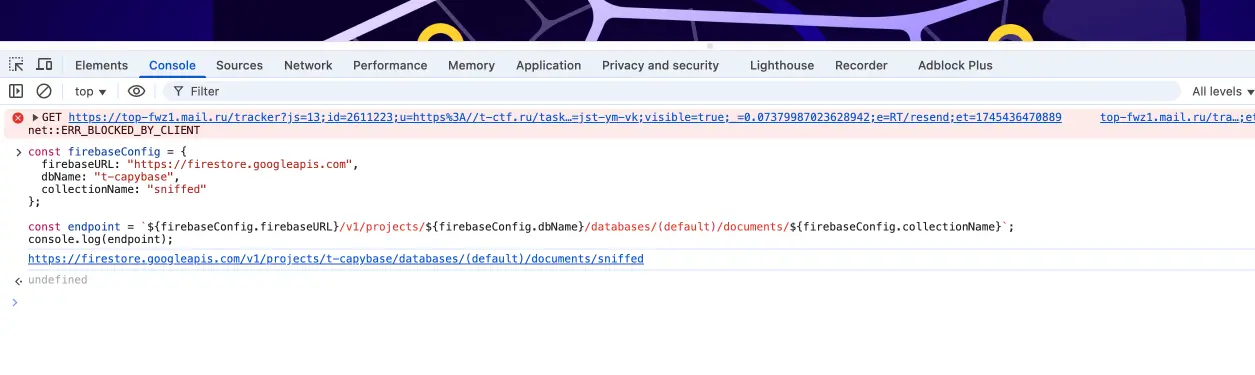 Elements Console Sources Network Performance Memory Application Privacy and security Lighthouse Recorder Adblock Plus
top Filter All levels
GET https://top-fwz1.mail.ru/tracker?js=13;id=2611223;u=https%3A//t-ctf.ru/task…=jst-ym-vk;visible=true;_=0.07379987023628942;e=RT/resend;et=1745436470889 top-fwz1.mail.ru/tra…;et
net::ERR_BLOCKED_BY_CLIENT
const firebaseConfig = {
firebaseURL: "https://firestore.googleapis.com",
dbName: "t-capybase",
collectionName: "sniffed"
};
const endpoint = `${firebaseConfig.firebaseURL}/v1/projects/${firebaseConfig.dbName}/databases/(default)/documents/${firebaseConfig.collectionName}`;
console.log(endpoint);
https://firestore.googleapis.com/v1/projects/t-capybase/databases/(default)/documents/sniffed
undefined